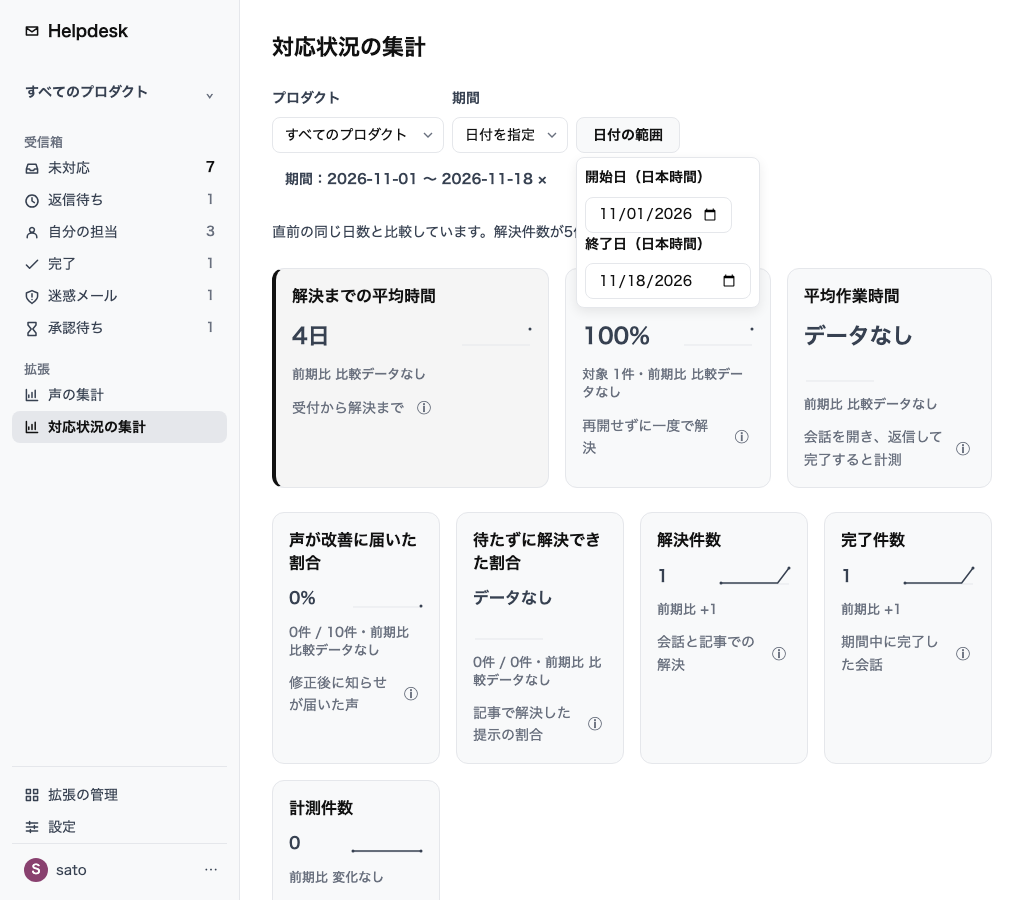 Helpdesk
すべてのプロダクト
受信箱
未対応 7
返信待ち 1
自分の担当 3
完了 1
迷惑メール 1
承認待ち 1
拡張
声の集計
対応状況の集計
拡張の管理
設定
S sato ...
対応状況の集計
プロダクト 期間
すべてのプロダクト 日付を指定 日付の範囲
期間：2026-11-01 〜 2026-11-18 ×
開始日（日本時間）
11/01/2026
終了日（日本時間）
11/18/2026
直前の同じ日数と比較しています。解決件数が5
解決までの平均時間
4日
前期比 比較データなし
受付から解決まで
100%
対象 1件・前期比 比較デー
タなし
再開せずに一度で解
決
平均作業時間
データなし
前期比 比較データなし
会話を開き、返信して
完了すると計測
声が改善に届いた
割合
0%
0件 / 10件・前期比
比較データなし
修正後に知らせ
が届いた声
待たずに解決でき
た割合
データなし
0件 / 0件・前期比 比
較データなし
記事で解決した
提示の割合
解決件数
1
前期比 +1
会話と記事での
解決
完了件数
1
前期比 +1
期間中に完了し
た会話
計測件数
0
前期比 変化なし